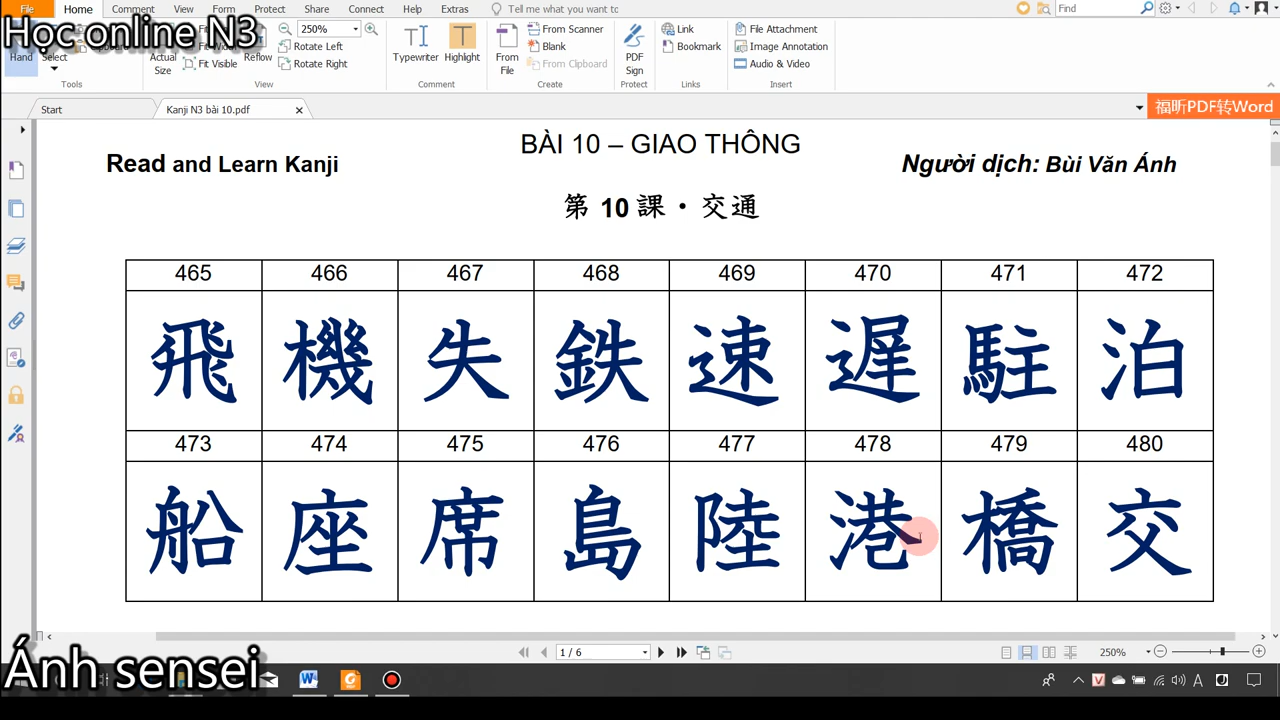 File Home Comment View Form Protect Share Connect Help Extras Tell me what you want tc Find
Học online N3
Hand Select
Actual Size
Fit Visible
Reflow
250%
Rotate Left
Rotate Right
Typewriter Highlight
From File
From Scanner
Blank
From Clipboard
PDF Sign
Link
Bookmark
File Attachment
Image Annotation
Audio & Video
Tools View Comment Create Protect Links Insert
Start Kanji N3 bài 10.pdf 福昕PDF转Word
BÀI 10 – GIAO THÔNG
Read and Learn Kanji Người dịch: Bùi Văn Ánh
第 10 課・交通
465 466 467 468 469 470 471 472
飛 機 失 鉄 速 遅 駐 泊
473 474 475 476 477 478 479 480
船 座 席 島 陸 港 橋 交
1 / 6 250%
Ánh sensei